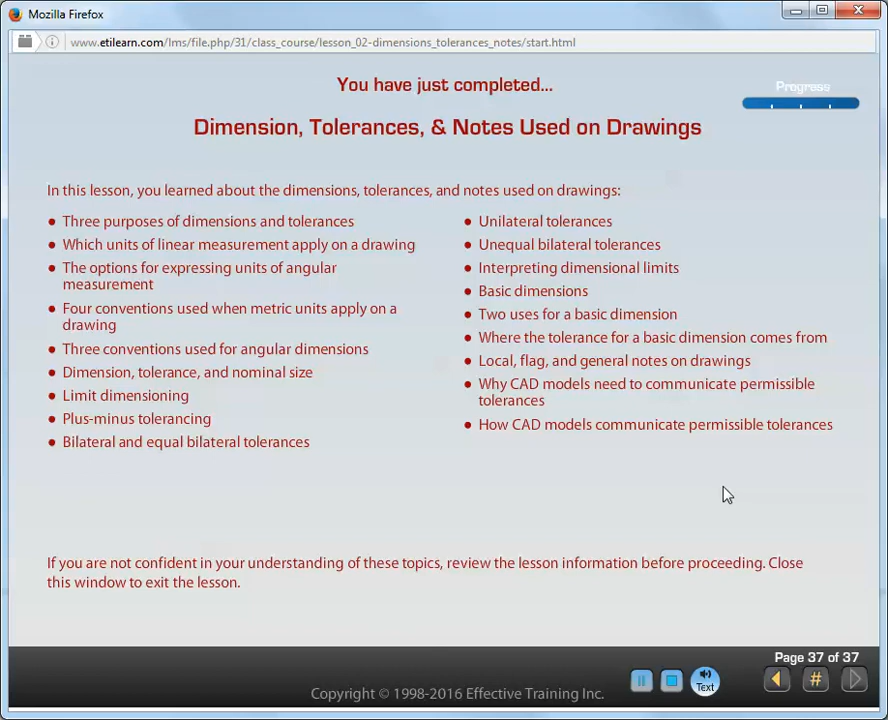 Mozilla Firefox
www.etilearn.com/lms/file.php/31/class_course/lesson_02-dimensions_tolerances_notes/start.html
You have just completed...
Progress
Dimension, Tolerances, & Notes Used on Drawings
In this lesson, you learned about the dimensions, tolerances, and notes used on drawings:
• Three purposes of dimensions and tolerances
• Which units of linear measurement apply on a drawing
• The options for expressing units of angular
measurement
• Four conventions used when metric units apply on a
drawing
• Three conventions used for angular dimensions
• Dimension, tolerance, and nominal size
• Limit dimensioning
• Plus-minus tolerancing
• Bilateral and equal bilateral tolerances
• Unilateral tolerances
• Unequal bilateral tolerances
• Interpreting dimensional limits
• Basic dimensions
• Two uses for a basic dimension
• Where the tolerance for a basic dimension comes from
• Local, flag, and general notes on drawings
• Why CAD models need to communicate permissible
tolerances
• How CAD models communicate permissible tolerances
If you are not confident in your understanding of these topics, review the lesson information before proceeding. Close
this window to exit the lesson.
Page 37 of 37
Text
#
Copyright © 1998-2016 Effective Training Inc.